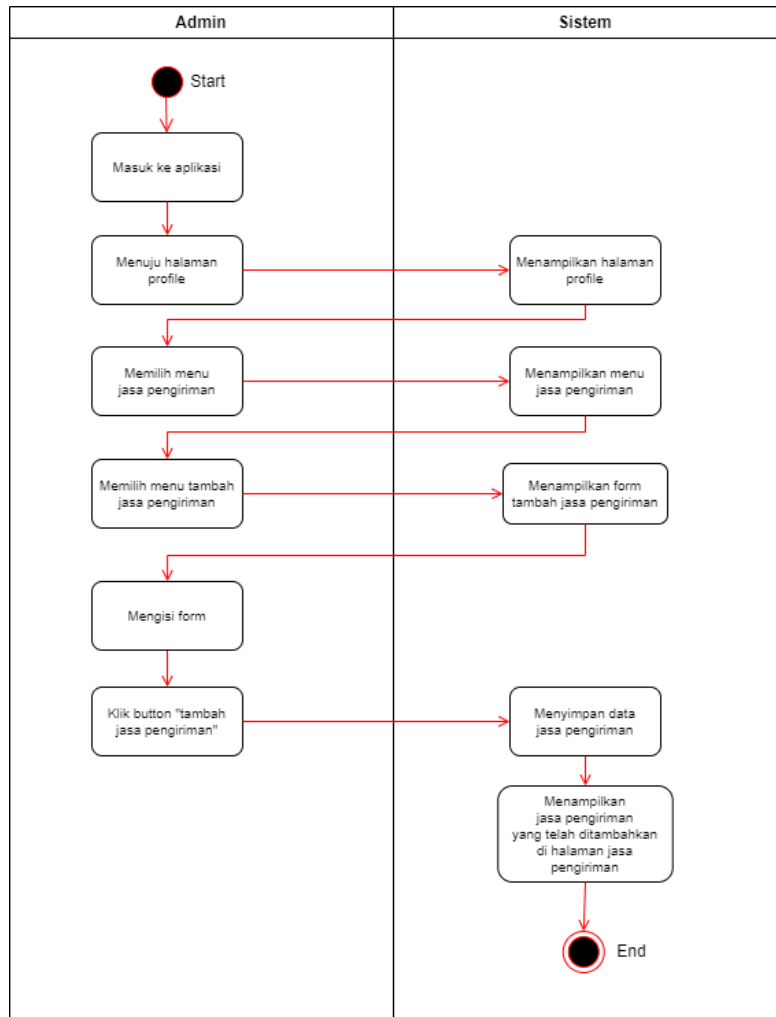 Admin
Sistem
Start
Masuk ke aplikasi
Menuju halaman
profile
Menampilkan halaman
profile
Memilih menu
jasa pengiriman
Menampilkan menu
jasa pengiriman
Memilih menu tambah
jasa pengiriman
Menampilkan form
tambah jasa pengiriman
Mengisi form
Klik button "tambah
jasa pengiriman"
Menyimpan data
jasa pengiriman
Menampilkan
jasa pengiriman
yang telah ditambahkan
di halaman jasa
pengiriman
End